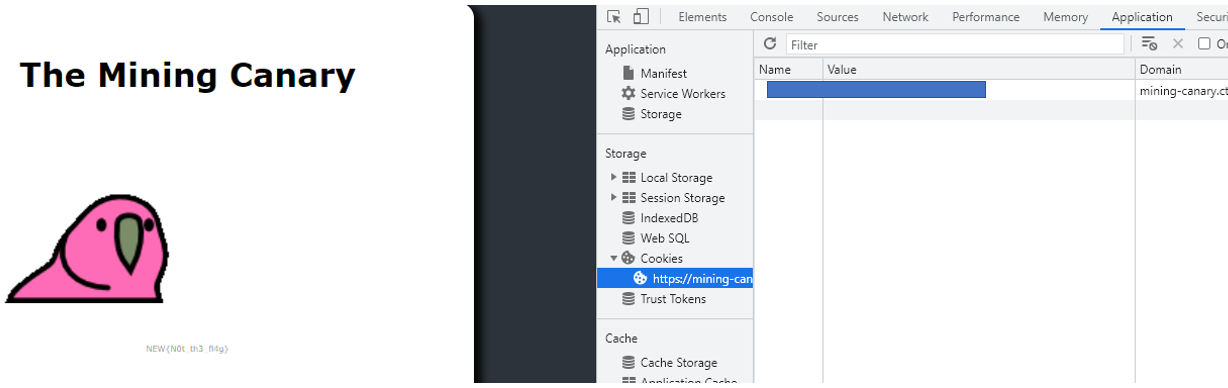 The Mining Canary
NEW{N0t_th3_fl4g}
Elements Console Sources Network Performance Memory Application Securi
Application
Manifest
Service Workers
Storage
Storage
Local Storage
Session Storage
IndexedDB
Web SQL
Cookies
https://mining-can
Trust Tokens
Cache
Cache Storage
Application Cache
Filter
On
Name Value Domain
mining-canary.ct